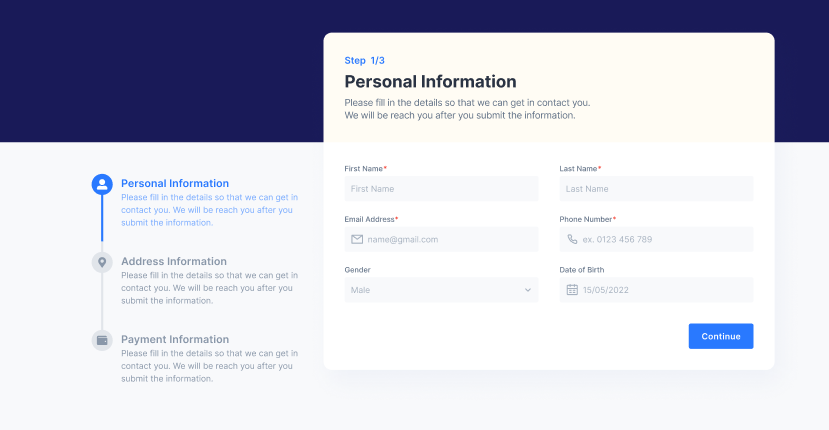 Step 1/3
Personal Information
Please fill in the details so that we can get in contact you.
We will be reach you after you submit the information.
Personal Information
Please fill in the details so that we can get in
contact you. We will be reach you after you
submit the information.
Address Information
Please fill in the details so that we can get in
contact you. We will be reach you after you
submit the information.
Payment Information
Please fill in the details so that we can get in
contact you. We will be reach you after you
submit the information.
First Name*
First Name
Last Name*
Last Name
Email Address*
name@gmail.com
Phone Number*
ex. 0123 456 789
Gender
Male
Date of Birth
15/05/2022
Continue